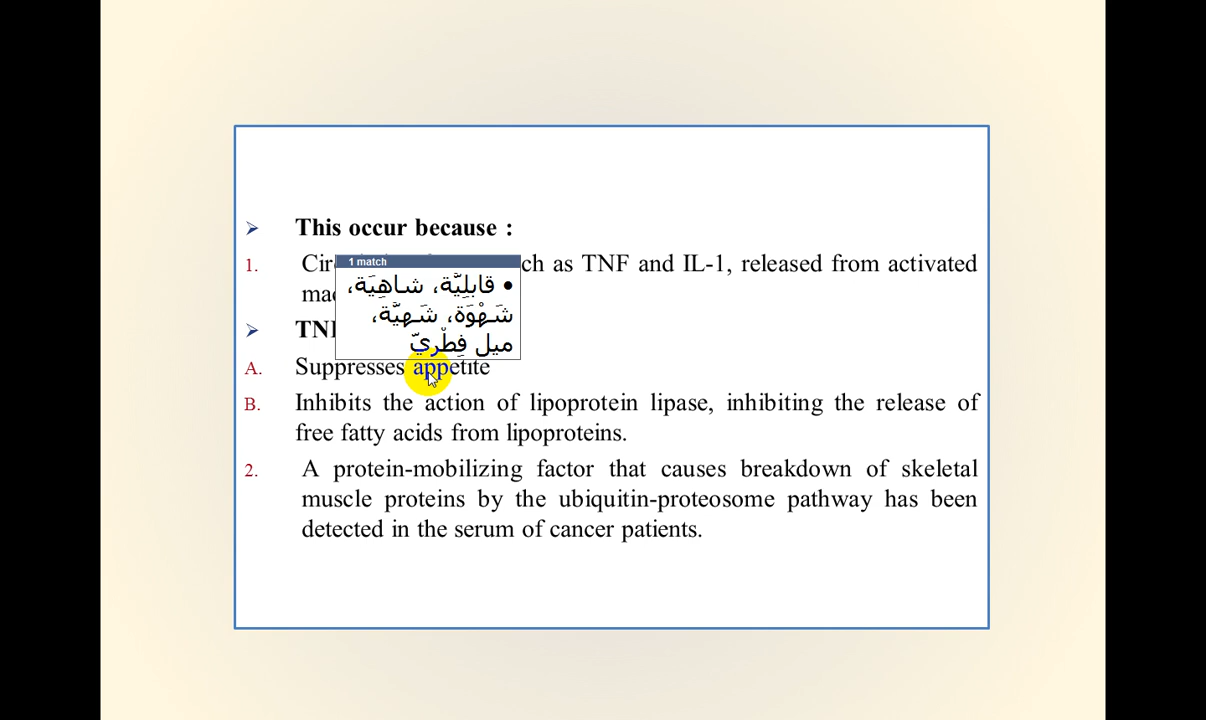 ➢ This occur because :
1. Cir ch as TNF and IL-1, released from activated
1 match
• قابلِيَّة، شاهِيَة،
شَهْوَة، شَهِيَّة،
ميل فِطْريّ
➢ TN
A. Suppresses appetite
B. Inhibits the action of lipoprotein lipase, inhibiting the release of
free fatty acids from lipoproteins.
2. A protein-mobilizing factor that causes breakdown of skeletal
muscle proteins by the ubiquitin-proteosome pathway has been
detected in the serum of cancer patients.